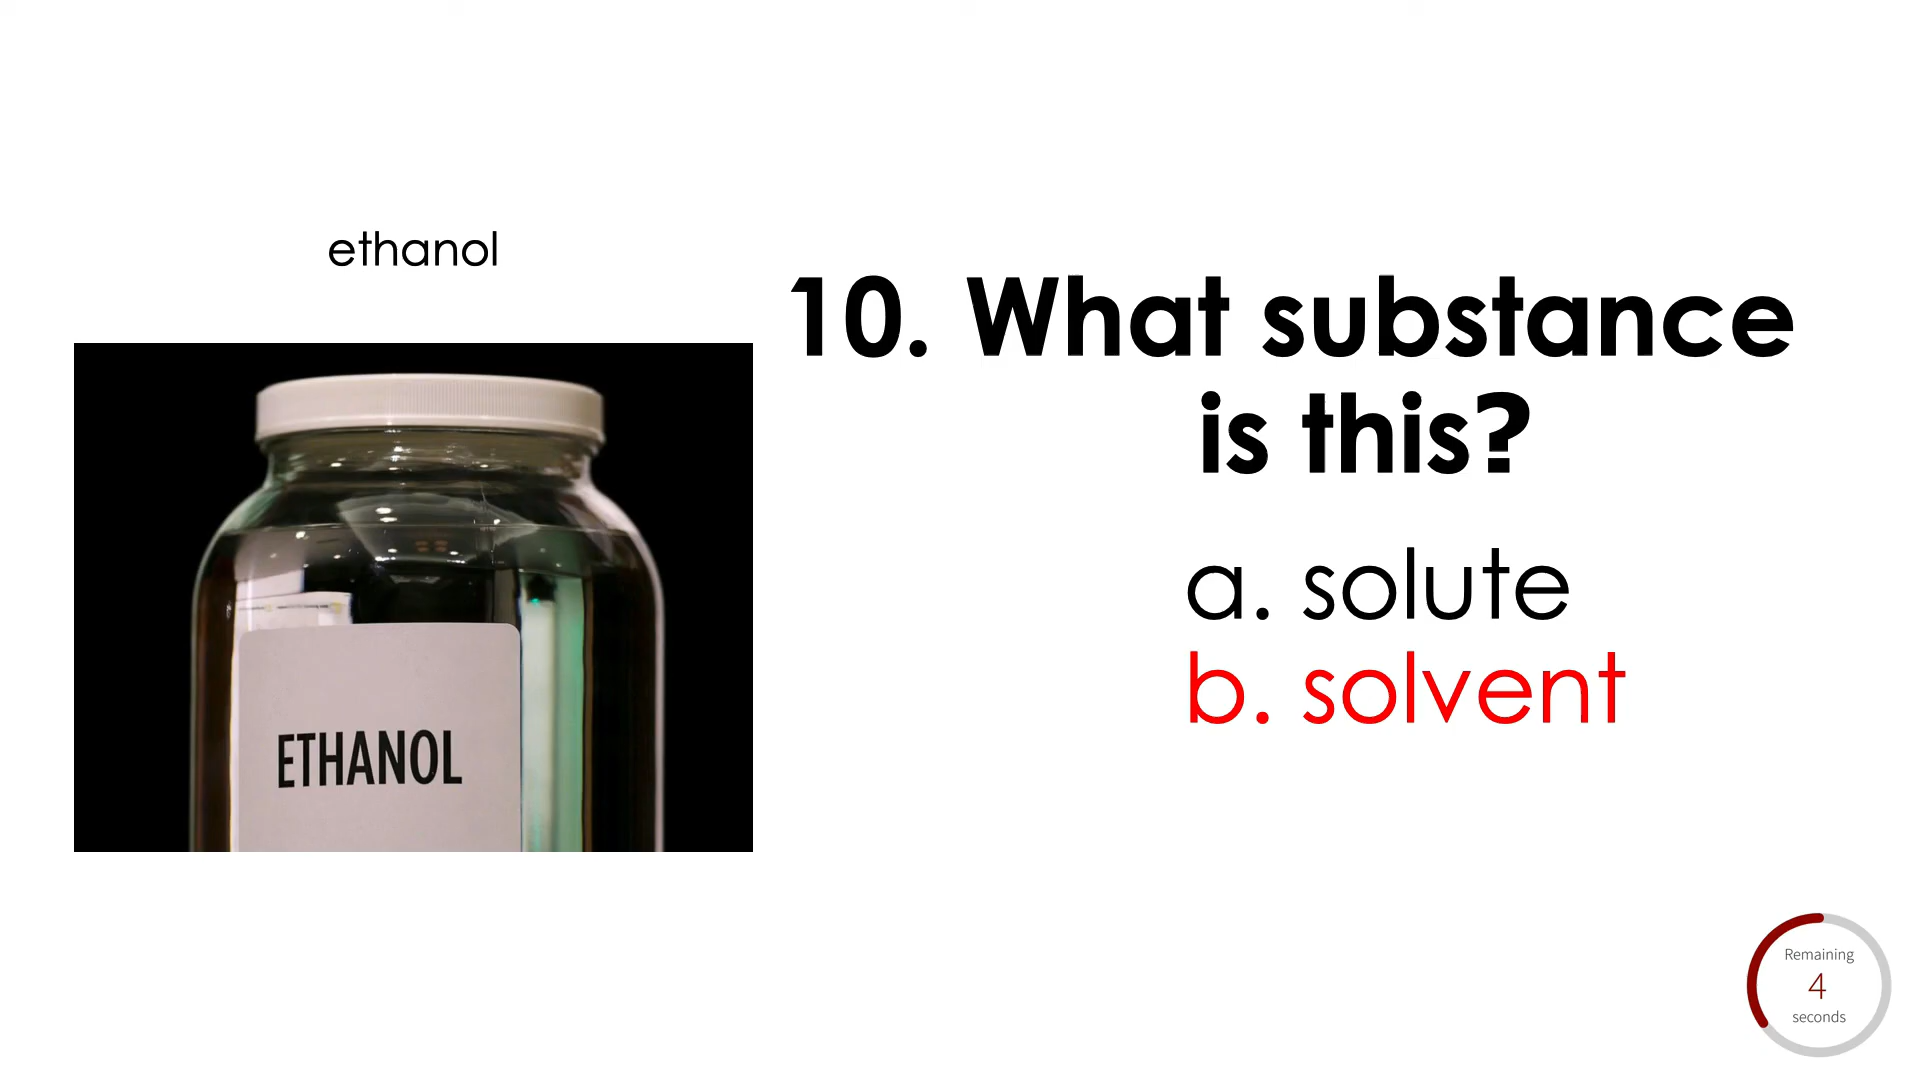 ethanol
10. What substance
is this?
a. solute
b. solvent
ETHANOL
Remaining
4
seconds